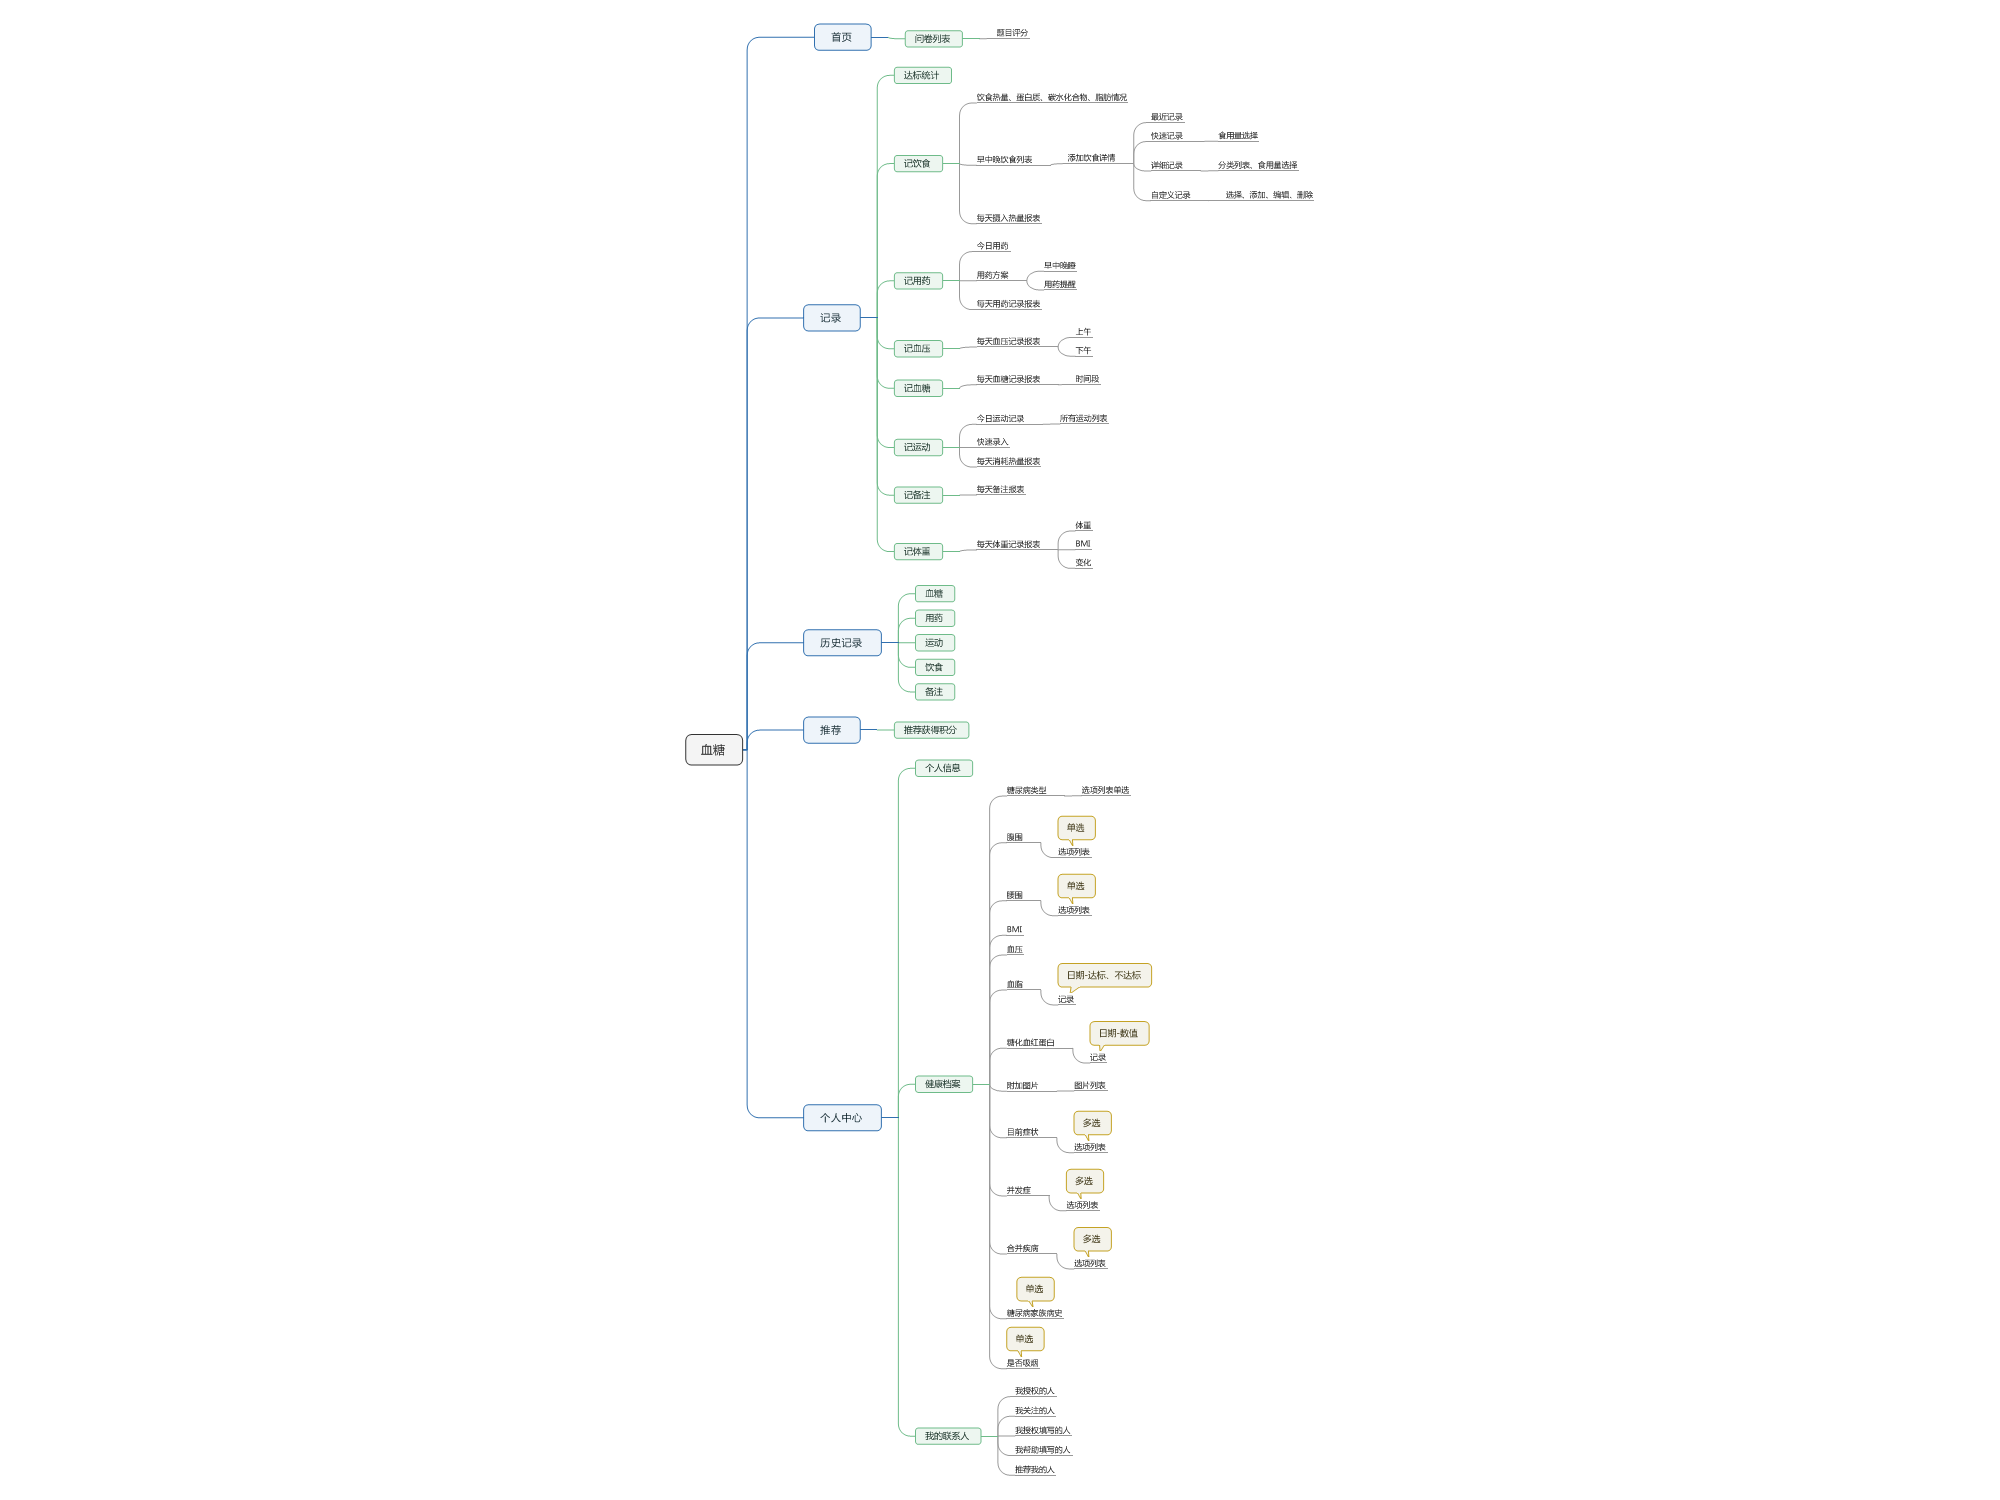 首页
问卷列表
题目评分
达标统计
饮食热量、蛋白质、碳水化合物、脂肪情况
最近记录
快速记录
食用量选择
记饮食
早中晚饮食列表
添加饮食详情
详细记录
分类列表、食用量选择
自定义记录
选择、添加、编辑、删除
每天摄入热量报表
今日用药
早中晚睡
记用药
用药方案
用药提醒
每天用药记录报表
记录
上午
记血压
每天血压记录报表
下午
记血糖
每天血糖记录报表
时间段
今日运动记录
所有运动列表
记运动
快速录入
每天消耗热量报表
记备注
每天备注报表
体重
记体重
每天体重记录报表
BMI
变化
血糖
用药
历史记录
运动
饮食
备注
推荐
推荐获得积分
血糖
个人信息
糖尿病类型
选项列表单选
单选
腹围
选项列表
单选
腰围
选项列表
BMI
血压
日期-达标、不达标
血脂
记录
日期-数值
糖化血红蛋白
记录
健康档案
附加图片
图片列表
个人中心
多选
目前症状
选项列表
多选
并发症
选项列表
多选
合并疾病
选项列表
单选
糖尿病家族病史
单选
是否吸烟
我授权的人
我关注的人
我的联系人
我授权填写的人
我帮助填写的人
推荐我的人